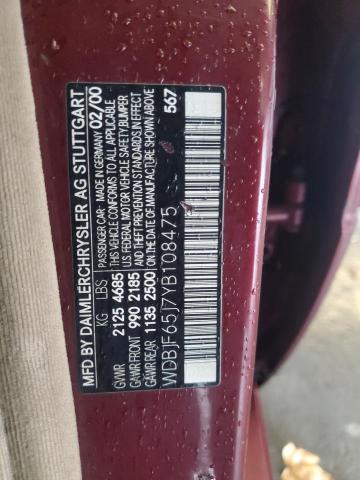 MFD BY DAIMLERCHRYSLER AG STUTTGART
PASSENGER CAR - MADE IN GERMANY 02/00
KG LBS THIS VEHICLE CONFORMS TO ALL APPLICABLE
GVWR 2125 4685 U.S. FEDERAL MOTOR VEHICLE SAFETY BUMPER
GAWR FRONT 990 2185 AND THEFT PREVENTION STANDARDS IN EFFECT
GAWR REAR 1135 2500 ON THE DATE OF MANUFACTURE SHOWN ABOVE
WDBJF65J7YB108475 567